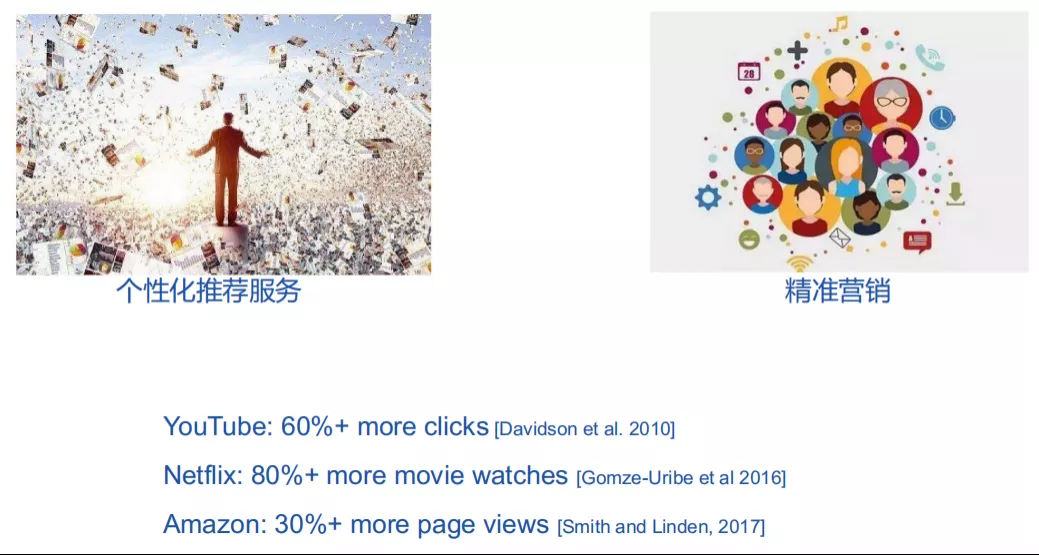 28
个性化推荐服务
精准营销
YouTube: 60%+ more clicks [Davidson et al. 2010]
Netflix: 80%+ more movie watches [Gomze-Uribe et al 2016]
Amazon: 30%+ more page views [Smith and Linden, 2017]